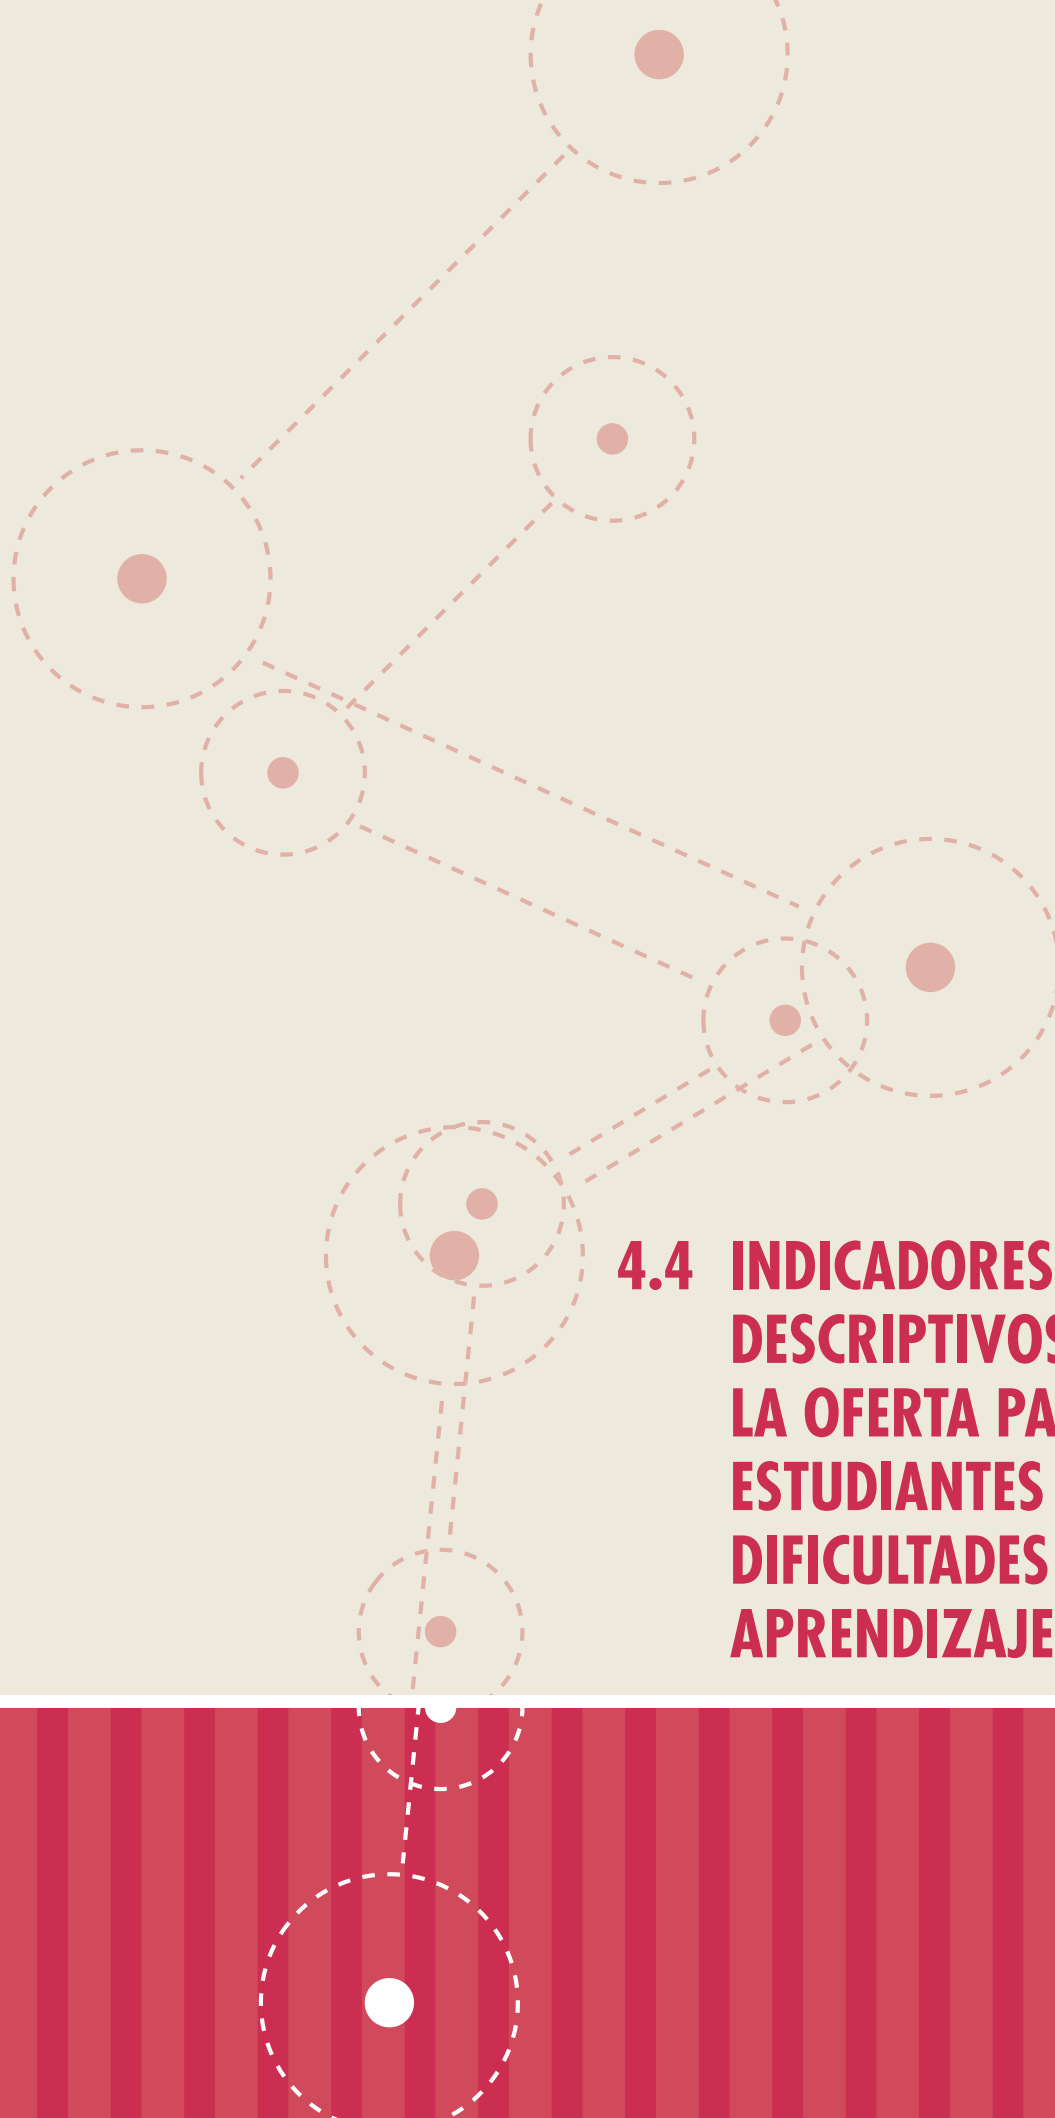 4.4 INDICADORES
DESCRIPTIVOS
LA OFERTA PA
ESTUDIANTES
DIFICULTADES
APRENDIZAJE